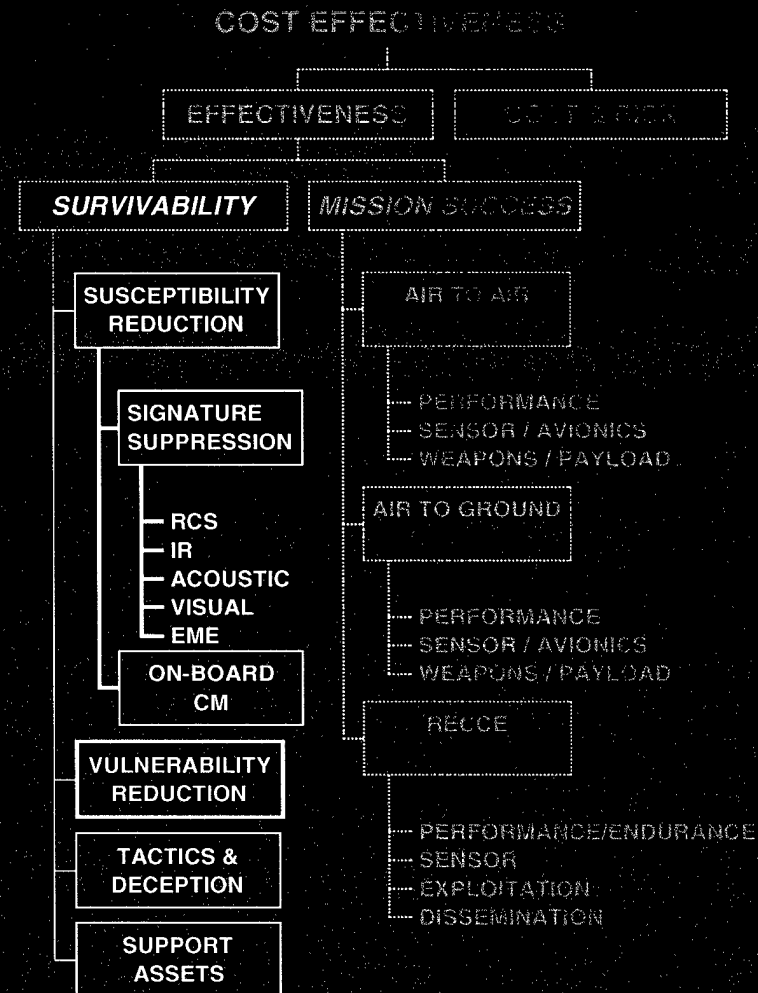 COST EFFECTIVENESS
EFFECTIVENESS
COST & RISK
SURVIVABILITY
MISSION SUCCESS
SUSCEPTIBILITY
REDUCTION
SIGNATURE
SUPPRESSION
RCS
IR
ACOUSTIC
VISUAL
EME
ON-BOARD
CM
VULNERABILITY
REDUCTION
TACTICS &
DECEPTION
SUPPORT
ASSETS
AIR TO AIR
PERFORMANCE
SENSOR / AVIONICS
WEAPONS / PAYLOAD
AIR TO GROUND
PERFORMANCE
SENSOR / AVIONICS
WEAPONS / PAYLOAD
RECCE
PERFORMANCE/ENDURANCE
SENSOR
EXPLOITATION
DISSEMINATION